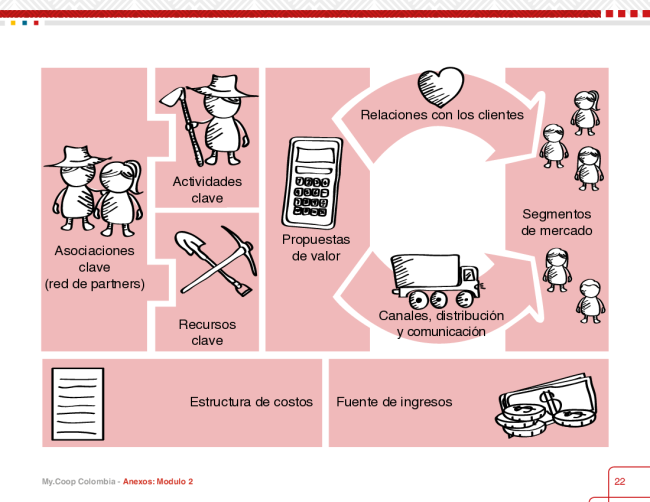 Relaciones con los clientes
Actividades
clave
Segmentos
de mercado
Propuestas
de valor
Asociaciones
clave
(red de partners)
Canales, distribución
y comunicación
Recursos
clave
Estructura de costos
Fuente de ingresos
My.Coop Colombia - Anexos: Modulo 2
22